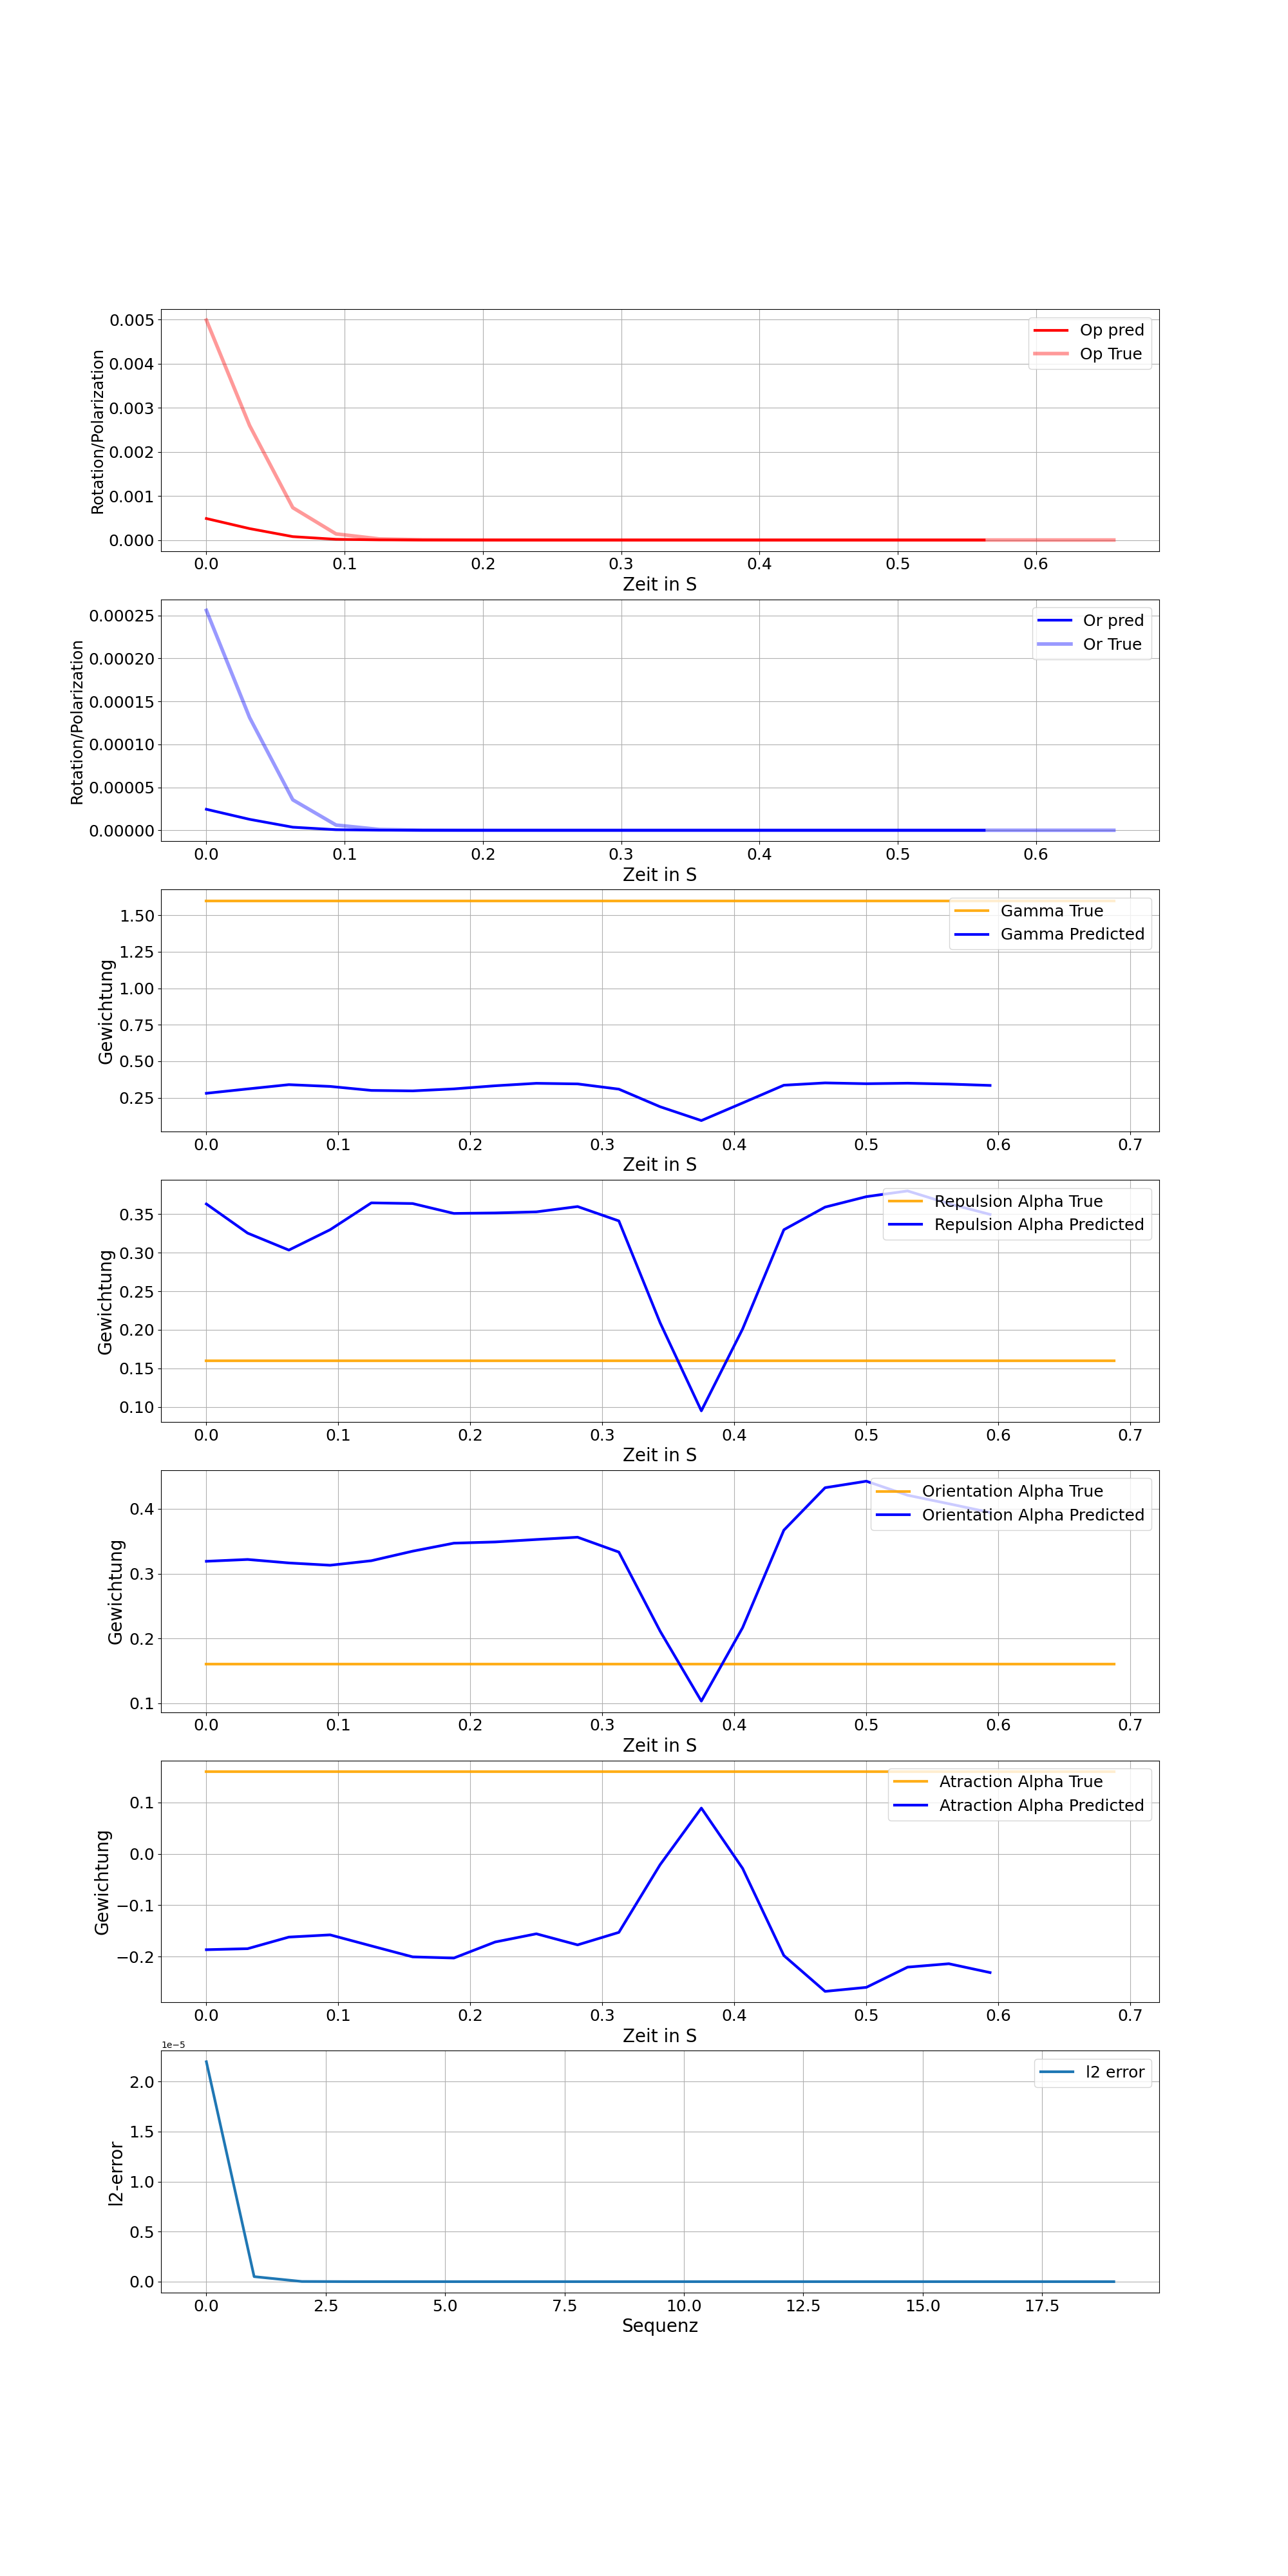 0.005
0.004
0.003
0.002
0.001
0.000
Rotation/Polarization
Op pred
Op True
0.0 0.1 0.2 0.3 0.4 0.5 0.6
Zeit in S
0.00025
0.00020
0.00015
0.00010
0.00005
0.00000
Rotation/Polarization
Or pred
Or True
0.0 0.1 0.2 0.3 0.4 0.5 0.6
Zeit in S
1.50
1.25
1.00
0.75
0.50
0.25
Gewichtung
Gamma True
Gamma Predicted
0.0 0.1 0.2 0.3 0.4 0.5 0.6 0.7
Zeit in S
0.35
0.30
0.25
0.20
0.15
0.10
Gewichtung
Repulsion Alpha True
Repulsion Alpha Predicted
0.0 0.1 0.2 0.3 0.4 0.5 0.6 0.7
Zeit in S
0.4
0.3
0.2
0.1
Gewichtung
Orientation Alpha True
Orientation Alpha Predicted
0.0 0.1 0.2 0.3 0.4 0.5 0.6 0.7
Zeit in S
0.1
0.0
−0.1
−0.2
Gewichtung
Atraction Alpha True
Atraction Alpha Predicted
0.0 0.1 0.2 0.3 0.4 0.5 0.6 0.7
Zeit in S
1e−5
2.0
1.5
1.0
0.5
0.0
l2-error
l2 error
0.0 2.5 5.0 7.5 10.0 12.5 15.0 17.5
Sequenz